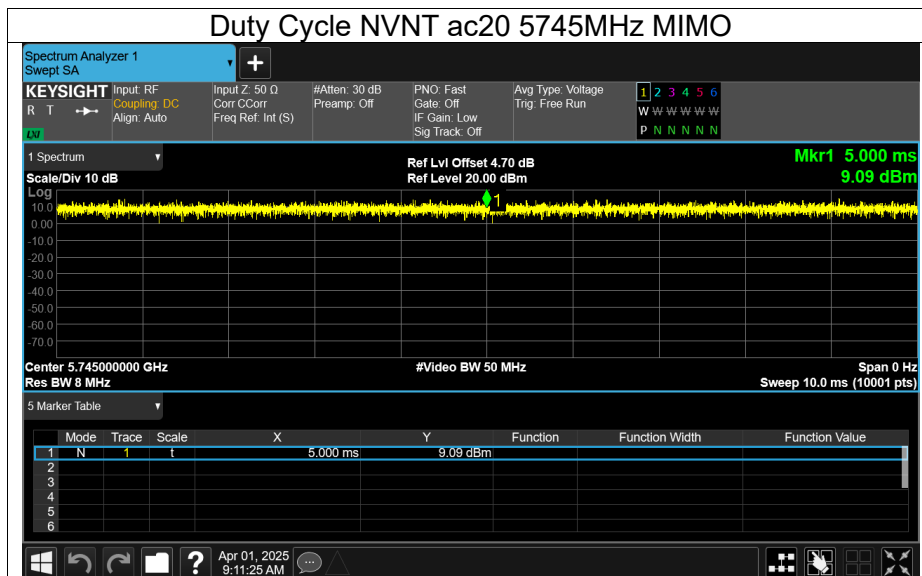 Duty Cycle NVNT ac20 5745MHz MIMO
Spectrum Analyzer 1
Swept SA
+
KEYSIGHT Input: RF Input Z: 50 Ω #Atten: 30 dB PNO: Fast Avg Type: Voltage 1 2 3 4 5 6
R T Coupling: DC Corr CCorr Preamp: Off Gate: Off Trig: Free Run W W W W W W
Align: Auto Freq Ref: Int (S) IF Gain: Low
LXI Sig Track: Off P N N N N N
1 Spectrum Ref Lvl Offset 4.70 dB Mkr1 5.000 ms
Scale/Div 10 dB Ref Level 20.00 dBm 9.09 dBm
Log
10.0
1
0.00
-10.0
-20.0
-30.0
-40.0
-50.0
-60.0
-70.0
Center 5.745000000 GHz #Video BW 50 MHz Span 0 Hz
Res BW 8 MHz Sweep 10.0 ms (10001 pts)
5 Marker Table
Mode Trace Scale X Y Function Function Width Function Value
1 N 1 t 5.000 ms 9.09 dBm
2
3
4
5
6
? Apr 01, 2025
9:11:25 AM